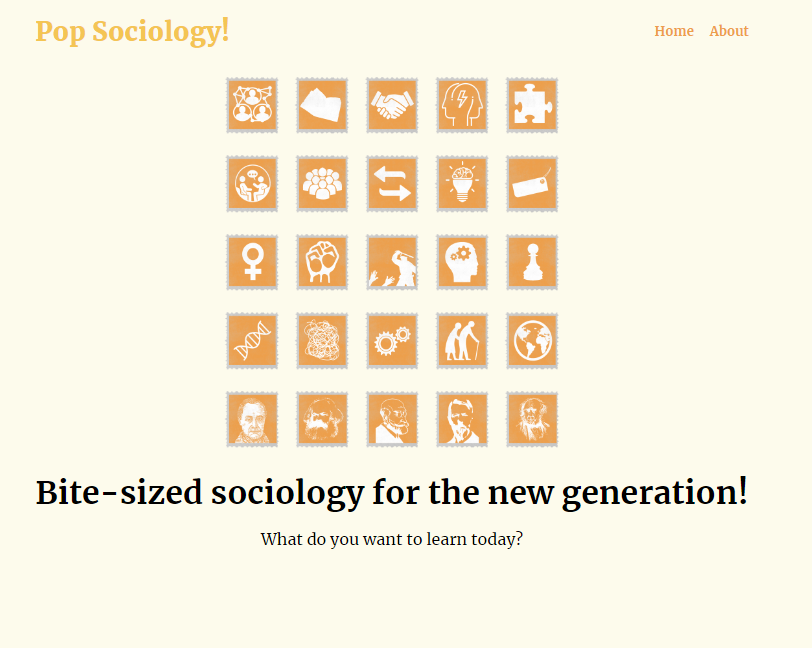 Pop Sociology!
Home About
Bite-sized sociology for the new generation!
What do you want to learn today?